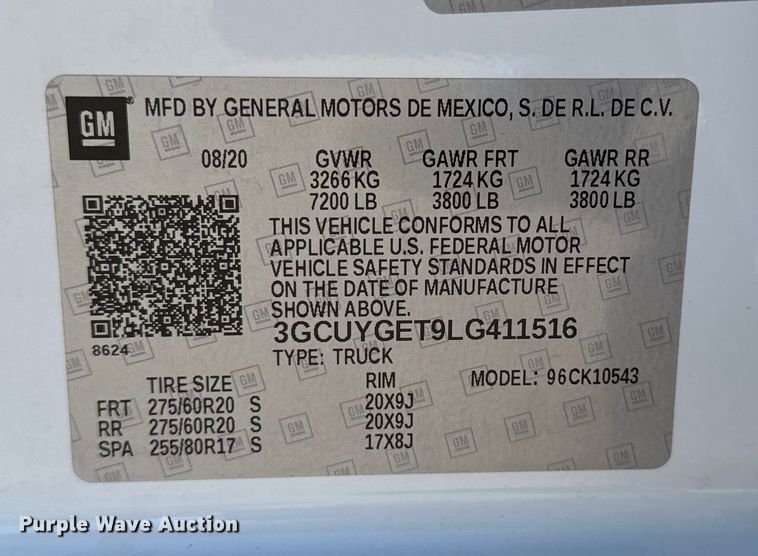 GM MFD BY GENERAL MOTORS DE MEXICO, S. DE R.L. DE C.V.
08/20 GVWR GAWR FRT GAWR RR
3266 KG 1724 KG 1724 KG
7200 LB 3800 LB 3800 LB
THIS VEHICLE CONFORMS TO ALL
APPLICABLE U.S. FEDERAL MOTOR
VEHICLE SAFETY STANDARDS IN EFFECT
ON THE DATE OF MANUFACTURE
SHOWN ABOVE.
3GCUYGET9LG411516
8624
TYPE: TRUCK
TIRE SIZE RIM MODEL: 96CK10543
FRT 275/60R20 S 20X9J
RR 275/60R20 S 20X9J
SPA 255/80R17 S 17X8J
Purple Wave Auction